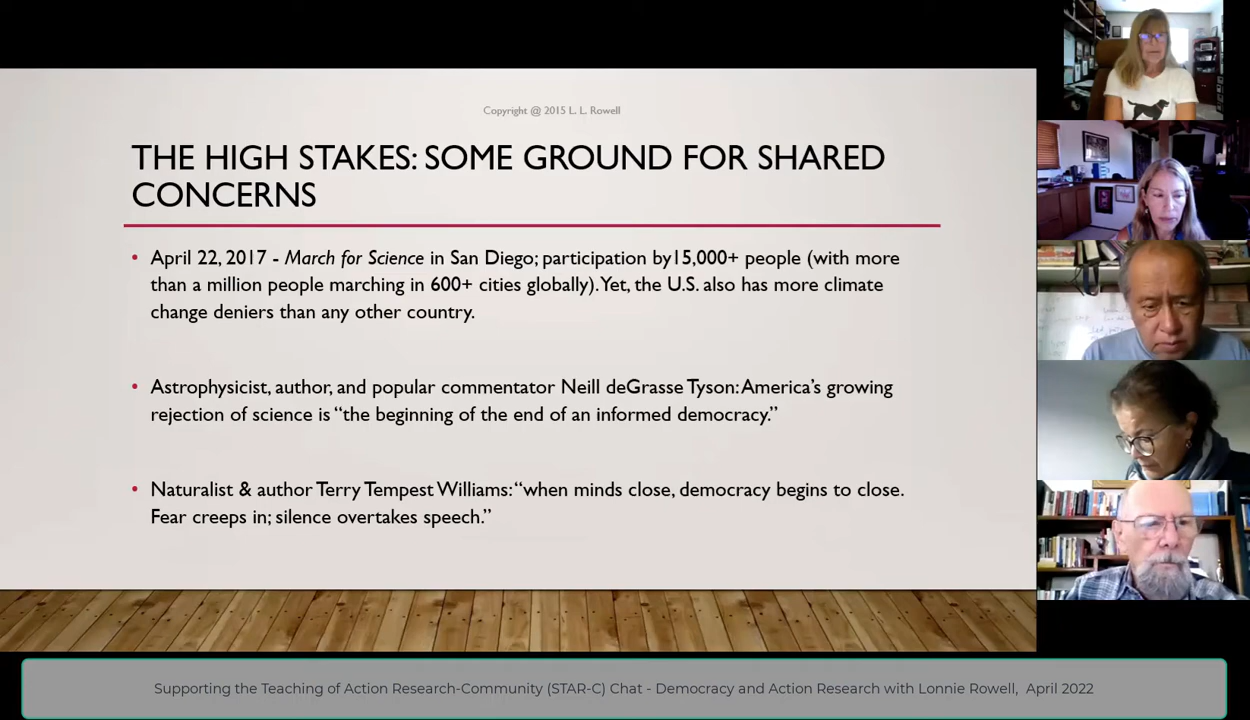 Copyright @ 2015 L. L. Rowell
THE HIGH STAKES: SOME GROUND FOR SHARED
CONCERNS
• April 22, 2017 - March for Science in San Diego; participation by15,000+ people (with more
than a million people marching in 600+ cities globally). Yet, the U.S. also has more climate
change deniers than any other country.
• Astrophysicist, author, and popular commentator Neill deGrasse Tyson: America's growing
rejection of science is “the beginning of the end of an informed democracy.”
• Naturalist & author Terry Tempest Williams: “when minds close, democracy begins to close.
Fear creeps in; silence overtakes speech.”
Supporting the Teaching of Action Research-Community (STAR-C) Chat - Democracy and Action Research with Lonnie Rowell, April 2022